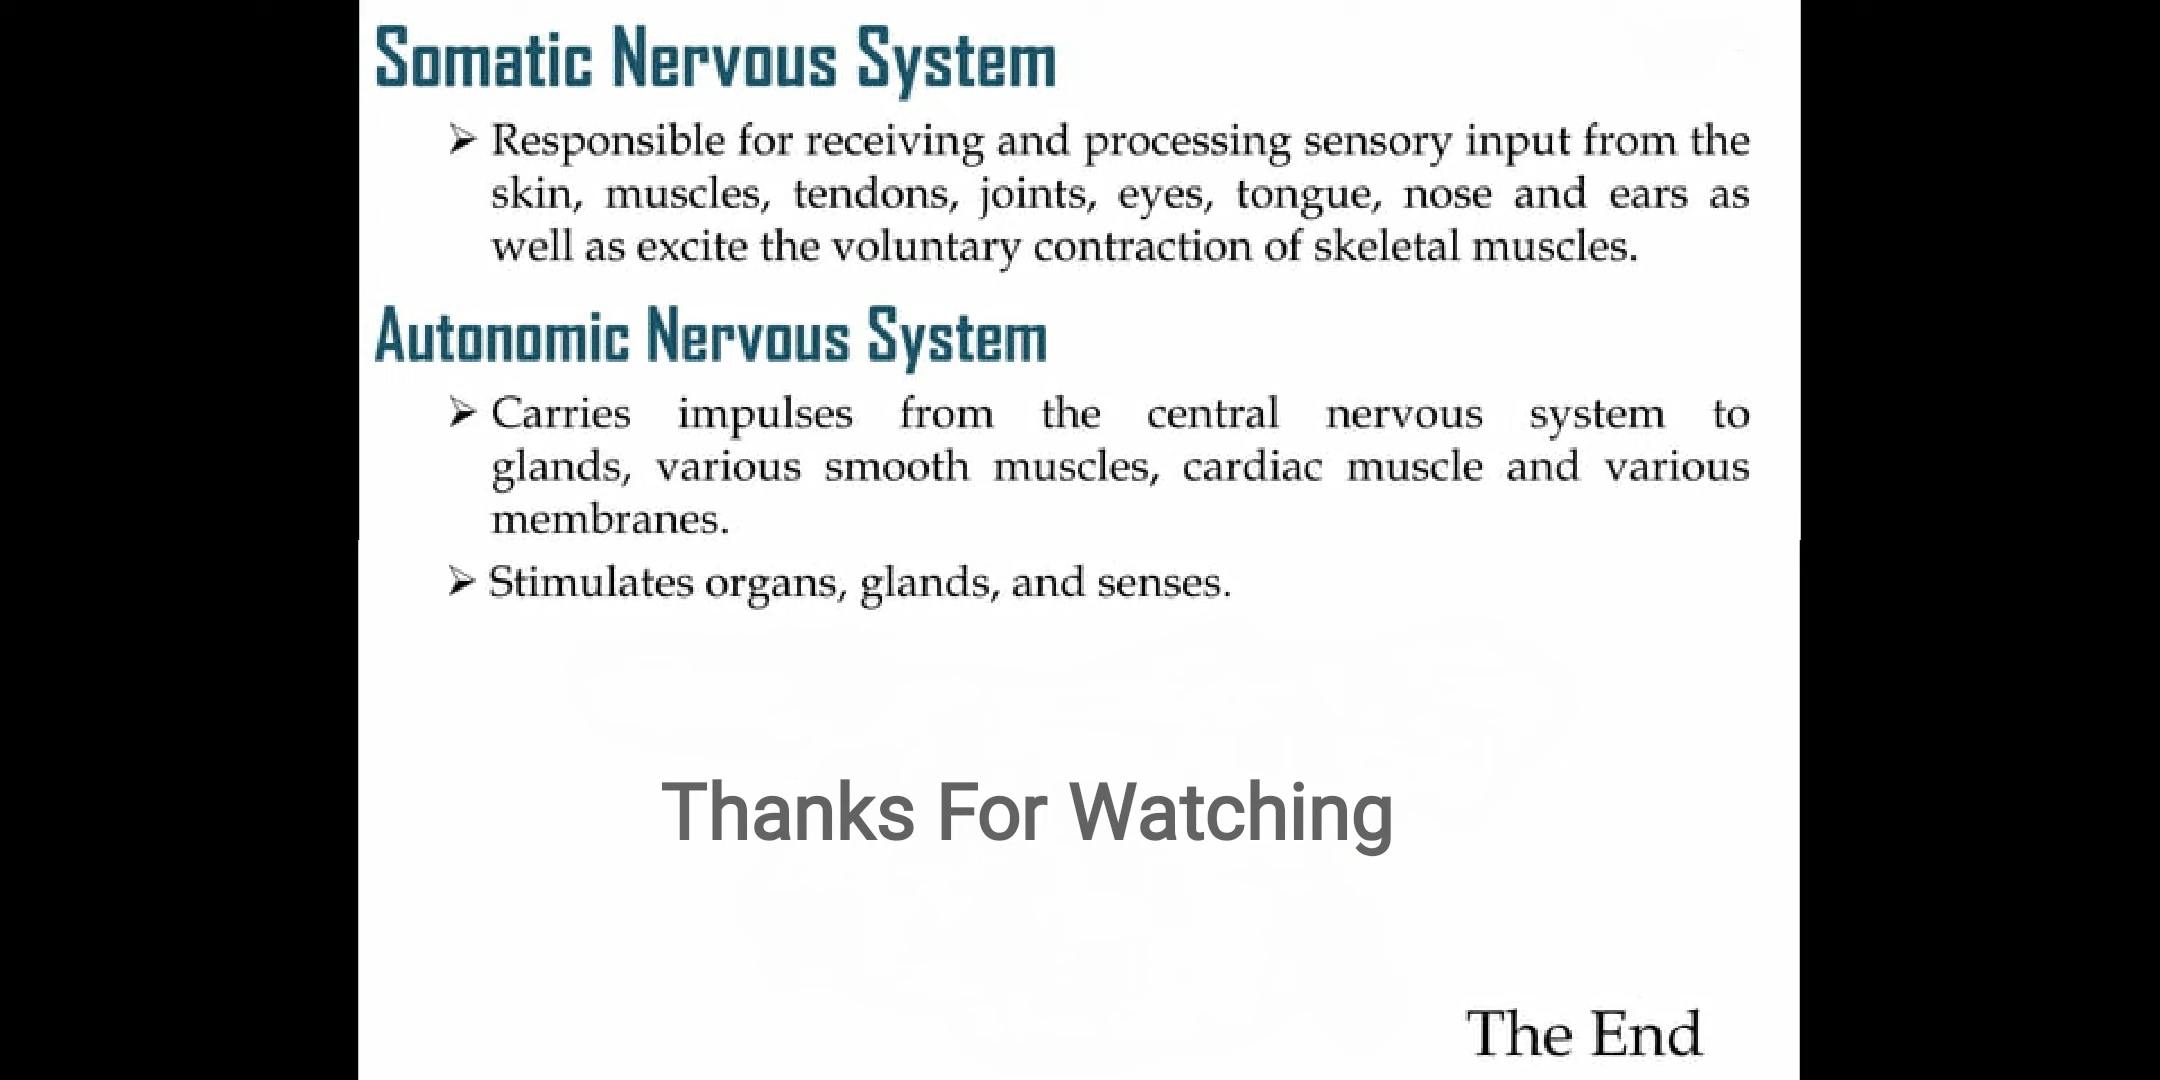 Somatic Nervous System
➢ Responsible for receiving and processing sensory input from the
skin, muscles, tendons, joints, eyes, tongue, nose and ears as
well as excite the voluntary contraction of skeletal muscles.
Autonomic Nervous System
➢ Carries impulses from the central nervous system to
glands, various smooth muscles, cardiac muscle and various
membranes.
➢ Stimulates organs, glands, and senses.
Thanks For Watching
The End